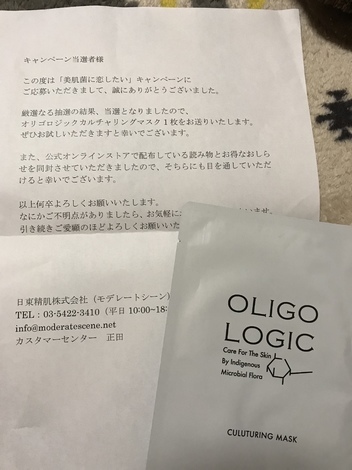 キャンペーン当選者様
この度は「美肌菌に恋したい」キャンペーンに
ご応募いただきまして、誠にありがとうございました。
厳選なる抽選の結果、当選となりましたので、
オリゴロジックカルチャリングマスク1枚をお送りいたします。
ぜひお試しいただきますと幸いでございます。
また、公式オンラインストアで配布している読み物とお得なおしら
せを同封させていただきましたので、そちらにも目を通していただ
けると幸いでございます。
以上何卒よろしくお願いいたします。
なにかご不明点がありましたら、お気軽に
いませ。
引き続きご愛顧のほどよろしくお願いいた
日東精肌株式会社（モデレートシーン）
TEL：03-5422-3410（平日 10:00~18:
info@moderatescene.net
カスタマーセンター 正田
OLIGO
LOGIC
Care For The Skin
By Indigenous
Microbial Flora
CULUTURING MASK